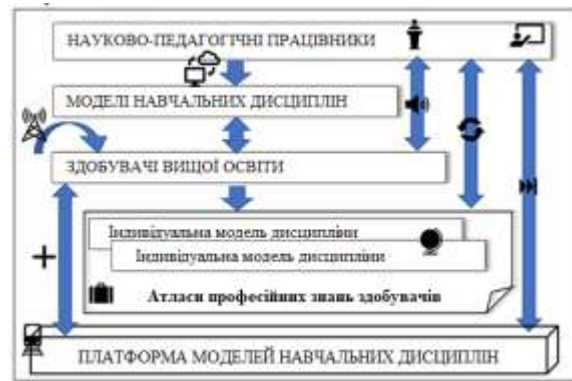 НАУКОВО-ПЕДАГОГІЧНІ ПРАЦІВНИКИ
МОДЕЛІ НАВЧАЛЬНИХ ДИСЦИПЛІН
ЗДОБУВАЧІ ВИЩОЇ ОСВІТИ
Індивідуальна модель дисципліни
Індивідуальна модель дисципліни
Атласи професійних знань здобувачів
ПЛАТФОРМА МОДЕЛЕЙ НАВЧАЛЬНИХ ДИСЦИПЛІН